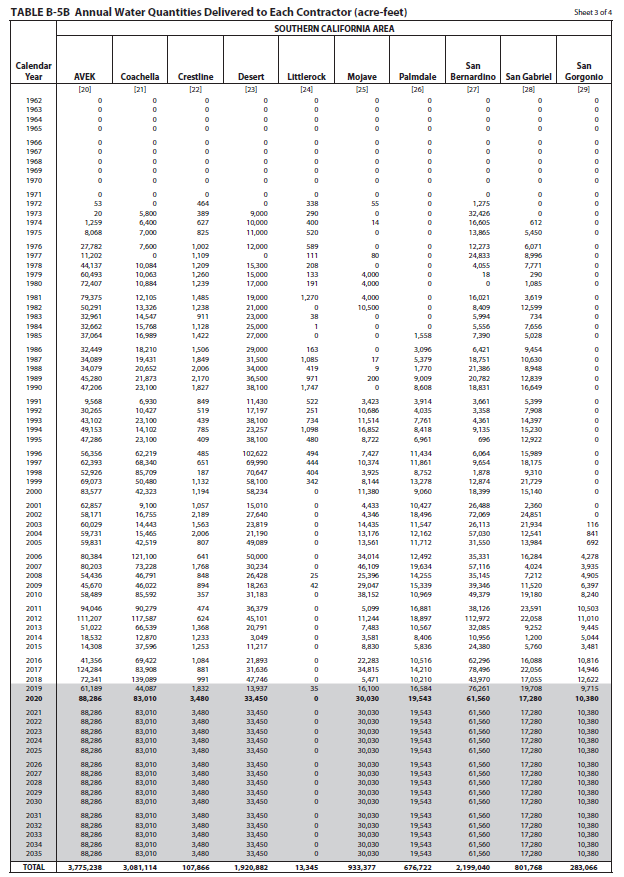 TABLE B-5B Annual Water Quantities Delivered to Each Contractor (acre-feet) Sheet 3 of 4
SOUTHERN CALIFORNIA AREA
Calendar Year AVEK Coachella Crestline Desert Littlerock Mojave Palmdale San Bernardino San Gabriel San Gorgonio
[20] [21] [22] [23] [24] [25] [26] [27] [28] [29]
1962 0 0 0 0 0 0 0 0 0 0
1963 0 0 0 0 0 0 0 0 0 0
1964 0 0 0 0 0 0 0 0 0 0
1965 0 0 0 0 0 0 0 0 0 0
1966 0 0 0 0 0 0 0 0 0 0
1967 0 0 0 0 0 0 0 0 0 0
1968 0 0 0 0 0 0 0 0 0 0
1969 0 0 0 0 0 0 0 0 0 0
1970 0 0 0 0 0 0 0 0 0 0
1971 0 0 0 0 0 0 0 0 0 0
1972 53 0 464 0 338 55 0 1,275 0 0
1973 20 5,800 389 9,000 290 0 0 32,426 0 0
1974 1,259 6,400 627 10,000 400 14 0 16,605 612 0
1975 8,068 7,000 825 11,000 520 0 0 13,865 5,450 0
1976 27,782 7,600 1,002 12,000 589 0 0 12,273 6,071 0
1977 11,202 0 1,109 0 111 80 0 24,833 8,996 0
1978 44,137 10,084 1,209 15,300 208 0 0 4,055 7,771 0
1979 60,493 10,063 1,260 15,000 133 4,000 0 18 290 0
1980 72,407 10,884 1,239 17,000 191 4,000 0 0 1,085 0
1981 79,375 12,105 1,485 19,000 1,270 4,000 0 16,021 3,619 0
1982 50,291 13,326 1,238 21,000 0 10,500 0 8,409 12,599 0
1983 32,961 14,547 911 23,000 38 0 0 5,994 734 0
1984 32,662 15,768 1,128 25,000 1 0 0 5,556 7,656 0
1985 37,064 16,989 1,422 27,000 0 0 1,558 7,390 5,028 0
1986 32,449 18,210 1,506 29,000 163 0 3,096 6,421 9,454 0
1987 34,089 19,431 1,849 31,500 1,085 17 5,379 18,751 10,630 0
1988 34,079 20,652 2,006 34,000 419 9 1,770 21,386 8,948 0
1989 45,280 21,873 2,170 36,500 971 200 9,009 20,782 12,839 0
1990 47,206 23,100 1,827 38,100 1,747 0 8,608 18,831 16,649 0
1991 9,568 6,930 849 11,430 522 3,423 3,914 3,661 5,399 0
1992 30,265 10,427 519 17,197 251 10,686 4,035 3,358 7,908 0
1993 43,102 23,100 439 38,100 734 11,514 7,761 4,361 14,397 0
1994 49,153 14,102 785 23,257 1,098 16,852 8,418 9,135 15,230 0
1995 47,286 23,100 409 38,100 480 8,722 6,961 696 12,922 0
1996 56,356 62,219 485 102,622 494 7,427 11,434 6,064 15,989 0
1997 62,393 68,340 651 69,990 444 10,374 11,861 9,654 18,175 0
1998 52,926 85,709 187 70,647 404 3,925 8,752 1,878 9,310 0
1999 69,073 50,480 1,132 58,100 342 8,144 13,278 12,874 21,729 0
2000 83,577 42,323 1,194 58,234 0 11,380 9,060 18,399 15,140 0
2001 62,857 9,100 1,057 15,010 0 4,433 10,427 26,488 2,360 0
2002 58,171 16,755 2,189 27,640 0 4,346 18,496 72,069 24,851 0
2003 60,029 14,443 1,563 23,819 0 14,435 11,547 26,113 21,934 116
2004 59,731 15,465 2,006 21,190 0 13,176 12,162 57,030 12,541 841
2005 59,831 42,519 807 49,089 0 13,561 11,712 31,550 13,984 692
2006 80,384 121,100 641 50,000 0 34,014 12,492 35,331 16,284 4,278
2007 80,203 73,228 1,768 30,234 0 46,109 19,634 57,116 4,024 3,935
2008 54,436 46,791 848 26,428 25 25,396 14,255 35,145 7,212 4,905
2009 45,670 46,022 894 18,263 42 29,047 15,339 39,346 11,520 6,397
2010 58,489 85,592 357 31,183 0 38,152 10,969 49,379 19,180 8,240
2011 94,046 90,279 474 36,379 0 5,099 16,881 38,126 23,591 10,503
2012 111,207 117,587 624 45,101 0 11,244 18,897 112,972 22,058 11,010
2013 51,022 66,539 1,368 20,791 0 7,483 10,567 32,085 9,252 9,445
2014 18,532 12,870 1,233 3,049 0 3,581 8,406 10,956 1,200 5,044
2015 14,308 37,596 1,253 11,217 0 8,830 5,836 24,380 5,760 3,481
2016 41,356 69,422 1,084 21,893 0 22,283 10,516 62,296 16,088 10,816
2017 124,284 83,908 881 31,636 0 34,815 14,210 78,496 22,056 14,946
2018 72,341 139,089 991 47,746 0 5,471 10,210 43,970 17,055 12,622
2019 61,189 44,087 1,832 13,937 35 16,100 16,584 76,261 19,708 9,715
2020 88,286 83,010 3,480 33,450 0 30,030 19,543 61,560 17,280 10,380
2021 88,286 83,010 3,480 33,450 0 30,030 19,543 61,560 17,280 10,380
2022 88,286 83,010 3,480 33,450 0 30,030 19,543 61,560 17,280 10,380
2023 88,286 83,010 3,480 33,450 0 30,030 19,543 61,560 17,280 10,380
2024 88,286 83,010 3,480 33,450 0 30,030 19,543 61,560 17,280 10,380
2025 88,286 83,010 3,480 33,450 0 30,030 19,543 61,560 17,280 10,380
2026 88,286 83,010 3,480 33,450 0 30,030 19,543 61,560 17,280 10,380
2027 88,286 83,010 3,480 33,450 0 30,030 19,543 61,560 17,280 10,380
2028 88,286 83,010 3,480 33,450 0 30,030 19,543 61,560 17,280 10,380
2029 88,286 83,010 3,480 33,450 0 30,030 19,543 61,560 17,280 10,380
2030 88,286 83,010 3,480 33,450 0 30,030 19,543 61,560 17,280 10,380
2031 88,286 83,010 3,480 33,450 0 30,030 19,543 61,560 17,280 10,380
2032 88,286 83,010 3,480 33,450 0 30,030 19,543 61,560 17,280 10,380
2033 88,286 83,010 3,480 33,450 0 30,030 19,543 61,560 17,280 10,380
2034 88,286 83,010 3,480 33,450 0 30,030 19,543 61,560 17,280 10,380
2035 88,286 83,010 3,480 33,450 0 30,030 19,543 61,560 17,280 10,380
TOTAL 3,775,238 3,081,114 107,866 1,920,882 13,345 933,377 676,722 2,199,040 801,768 283,066